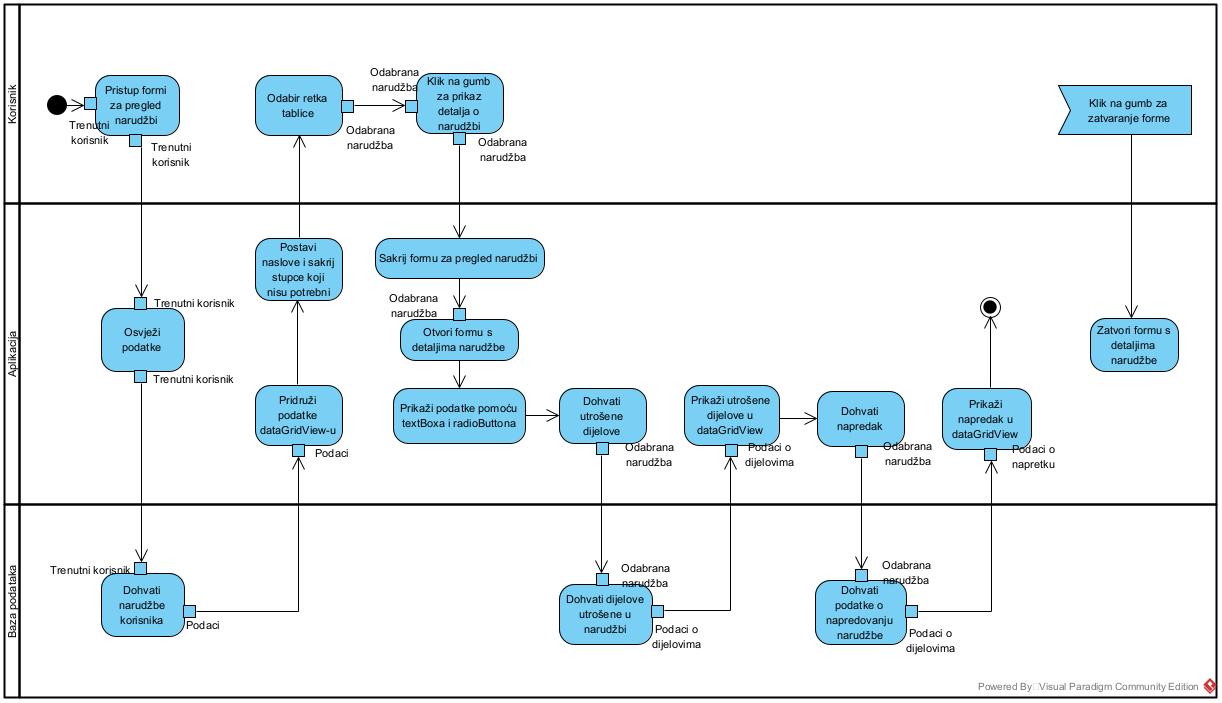 Korisnik
Pristup formi
za pregled
narudžbi
Trenutni
korisnik
Trenutni
korisnik
Odabir retka
tablice
Odabrana
narudžba
Odabrana
narudžba
Klik na gumb
za prikaz
detalja o
narudžbi
Odabrana
narudžba
Klik na gumb za
zatvaranje forme
Aplikacija
Trenutni korisnik
Osvježi
podatke
Trenutni korisnik
Postavi
naslove i sakrij
stupce koji
nisu potrebni
Pridruži
podatke
dataGridView-u
Podaci
Sakrij formu za pregled narudžbi
Odabrana
narudžba
Otvori formu s
detaljima narudžbe
Prikaži podatke pomoću
textBoxa i radioButtona
Dohvati
utrošene
dijelove
Odabrana
narudžba
Prikaži utrošene
dijelove u
dataGridView
Podaci o
dijelovima
Dohvati
napredak
Odabrana
narudžba
Prikaži
napredak u
dataGridView
Podaci o
napretku
Zatvori formu s
detaljima
narudžbe
Baza podataka
Trenutni korisnik
Dohvati
narudžbe
korisnika
Podaci
Odabrana
narudžba
Dohvati dijelove
utrošene u
narudžbi
Podaci o
dijelovima
Odabrana
narudžba
Dohvati
podatke o
napredovanju
narudžbe
Podaci o
dijelovima
Powered By Visual Paradigm Community Edition